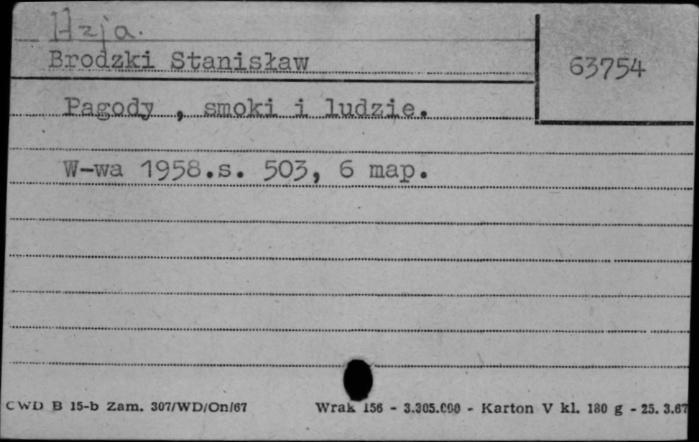 Azja.
Brodzki Stanisław
63754
Pagody , smoki i ludzie.
W-wa 1958.s. 503, 6 map.
CWD B 15-b Zam. 307/WD/On/67 Wrak 156 - 3.305.000 - Karton V kl. 180 g - 25. 3.67